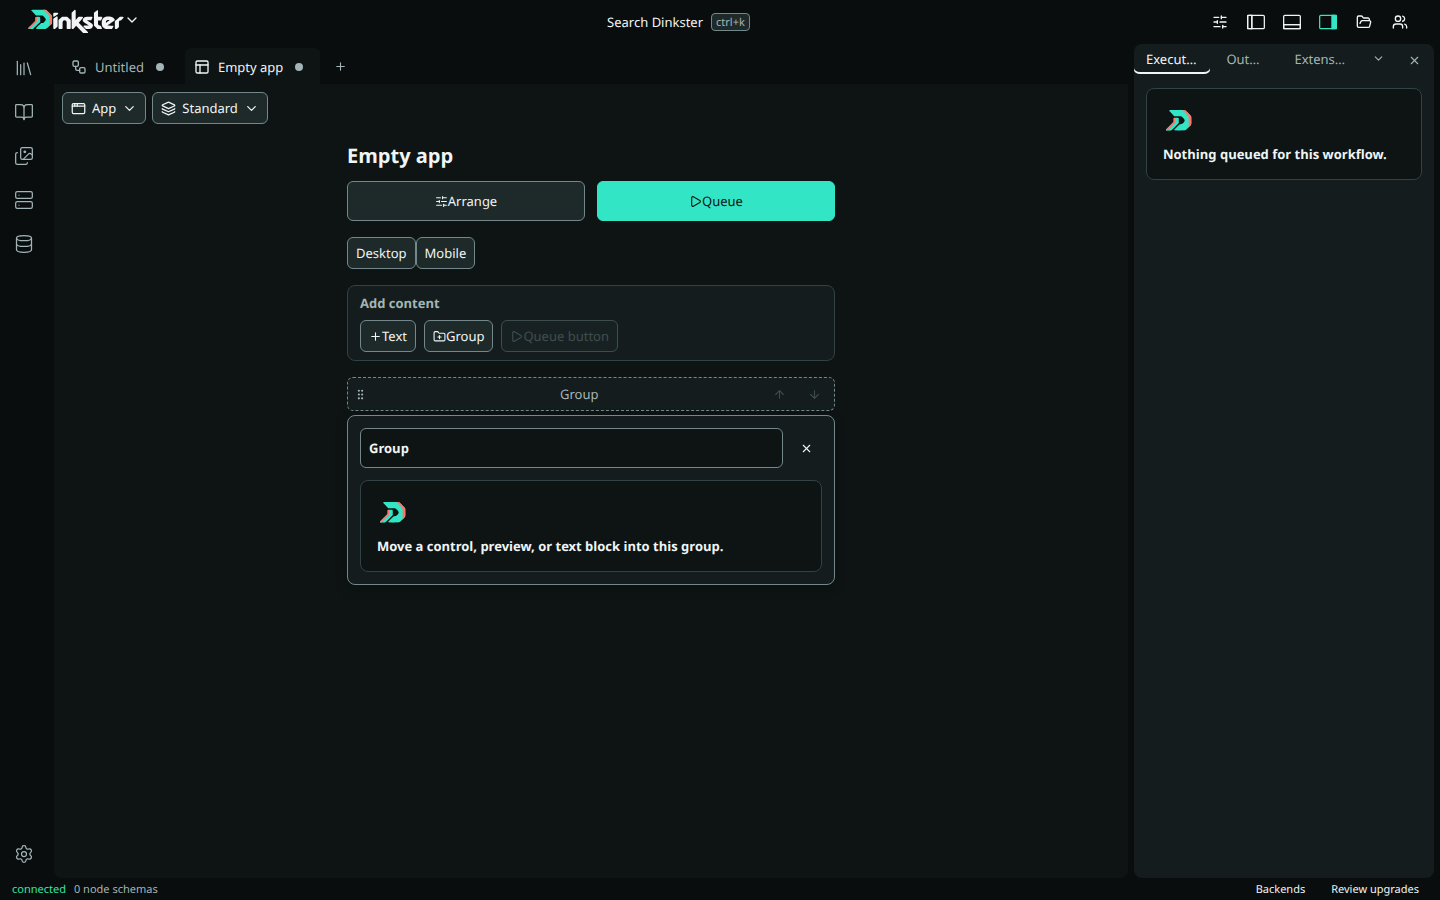 Dinkster
Search Dinkster ctrl+k
Untitled
Empty app
App
Standard
Empty app
Arrange
Queue
Desktop
Mobile
Add content
Text
Group
Queue button
Group
Group
Move a control, preview, or text block into this group.
Execut...
Out...
Extens...
Nothing queued for this workflow.
connected
0 node schemas
Backends
Review upgrades